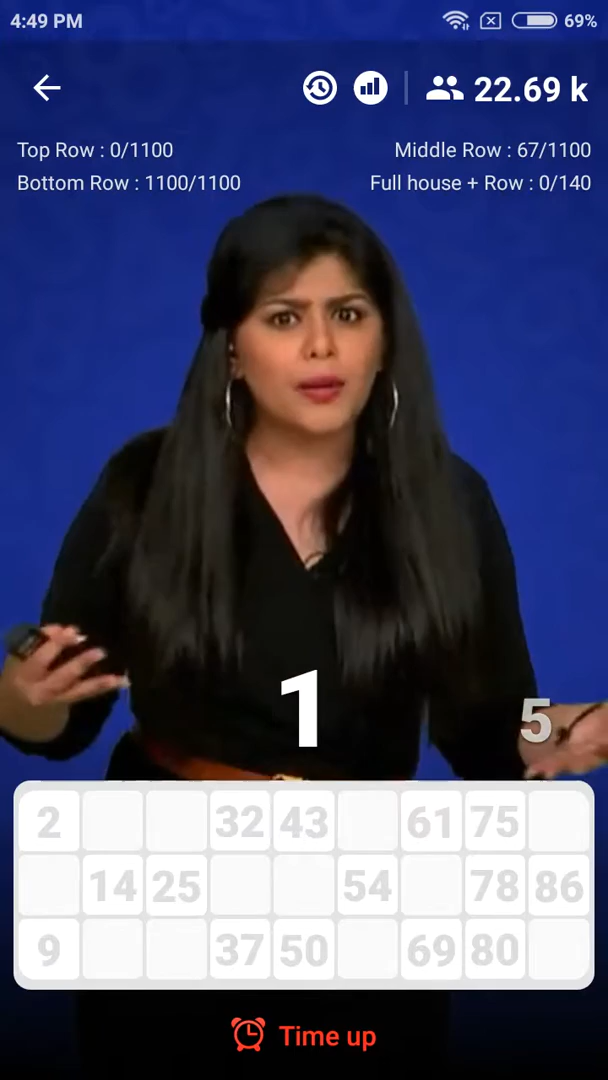 4:49 PM 69%
22.69 k
Top Row : 0/1100 Middle Row : 67/1100
Bottom Row : 1100/1100 Full house + Row : 0/140
1 5
2 32 43 61 75
14 25 54 78 86
9 37 50 69 80
Time up